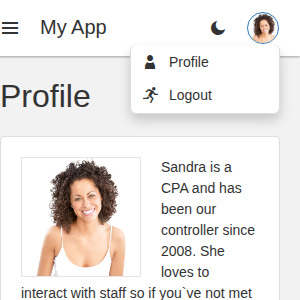 My App
Profile
Logout
Profile
Sandra is a
CPA and has
been our
controller since
2008. She
loves to
interact with staff so if you`ve not met